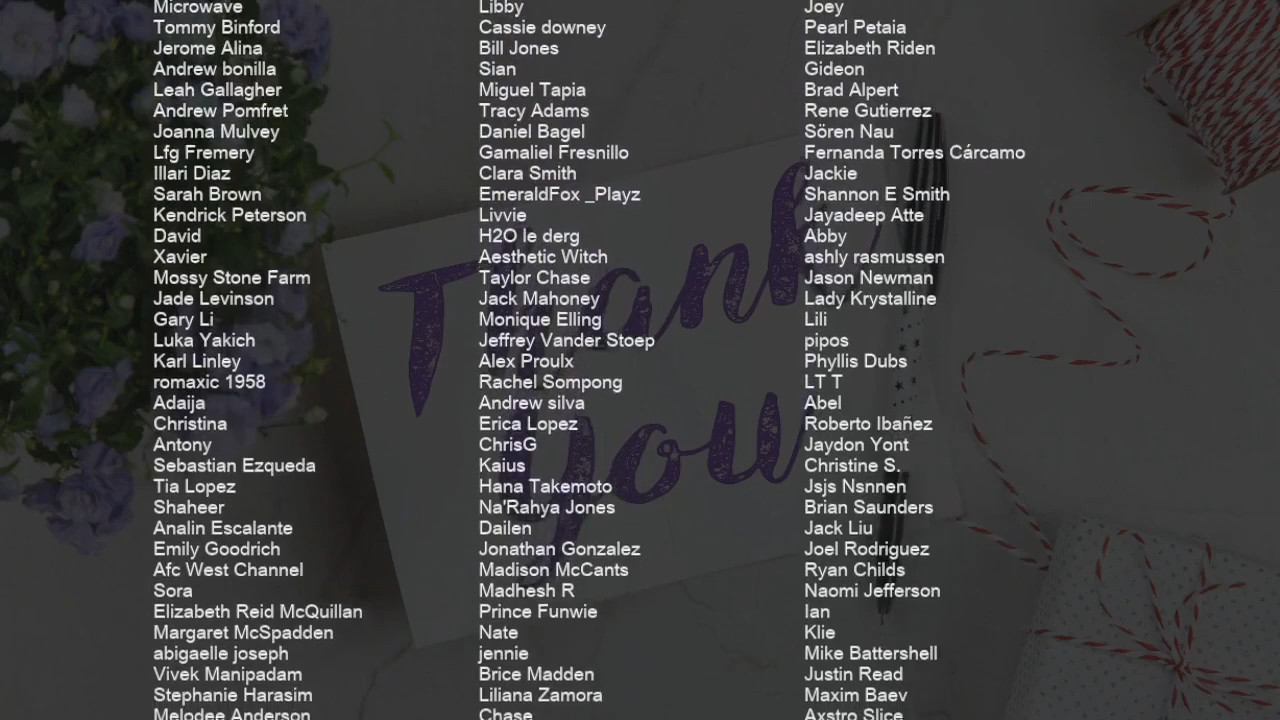 Microwave
Tommy Binford
Jerome Alina
Andrew bonilla
Leah Gallagher
Andrew Pomfret
Joanna Mulvey
Lfg Fremery
Illari Diaz
Sarah Brown
Kendrick Peterson
David
Xavier
Mossy Stone Farm
Jade Levinson
Gary Li
Luka Yakich
Karl Linley
romaxic 1958
Adaija
Christina
Antony
Sebastian Ezqueda
Tia Lopez
Shaheer
Analin Escalante
Emily Goodrich
Afc West Channel
Sora
Elizabeth Reid McQuillan
Margaret McSpadden
abigaelle joseph
Vivek Manipadam
Stephanie Harasim
Melodee Anderson
Libby
Cassie downey
Bill Jones
Sian
Miguel Tapia
Tracy Adams
Daniel Bagel
Gamaliel Fresnillo
Clara Smith
EmeraldFox _Playz
Livvie
H2O le derg
Aesthetic Witch
Taylor Chase
Jack Mahoney
Monique Elling
Jeffrey Vander Stoep
Alex Proulx
Rachel Sompong
Andrew silva
Erica Lopez
ChrisG
Kaius
Hana Takemoto
Na'Rahya Jones
Dailen
Jonathan Gonzalez
Madison McCants
Madhesh R
Prince Funwie
Nate
jennie
Brice Madden
Liliana Zamora
Chase
Joey
Pearl Petaia
Elizabeth Riden
Gideon
Brad Alpert
Rene Gutierrez
Sören Nau
Fernanda Torres Cárcamo
Jackie
Shannon E Smith
Jayadeep Atte
Abby
ashly rasmussen
Jason Newman
Lady Krystalline
Lili
pipos
Phyllis Dubs
LT T
Abel
Roberto Ibañez
Jaydon Yont
Christine S.
Jsjs Nsnnen
Brian Saunders
Jack Liu
Joel Rodriguez
Ryan Childs
Naomi Jefferson
Ian
Klie
Mike Battershell
Justin Read
Maxim Baev
Axstro Slice
Thank
you